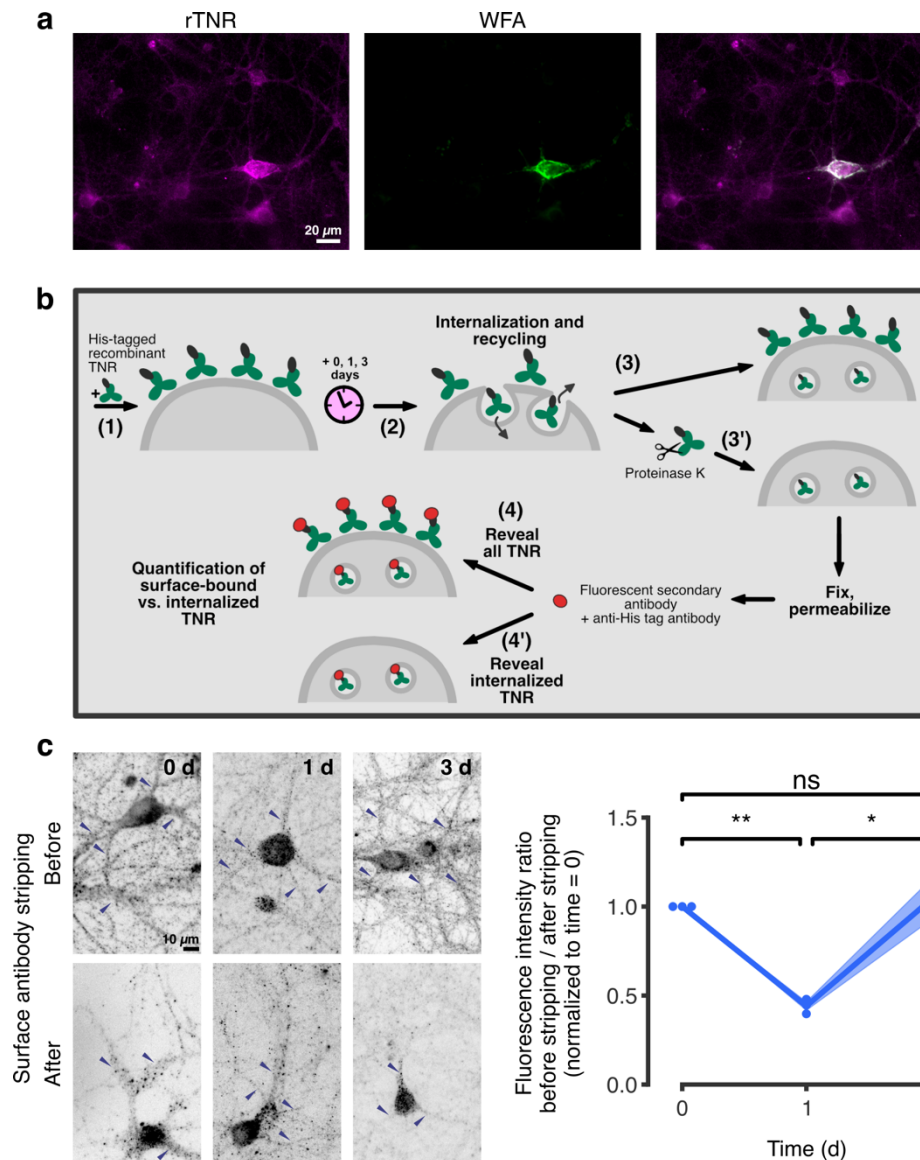 a
rTNR
WFA
20 µm
b
His-tagged
recombinant
TNR
+
(1)
+ 0, 1, 3
days
(2)
Internalization and
recycling
(3)
Proteinase K
(3')
Fix,
permeabilize
Fluorescent secondary
antibody
+ anti-His tag antibody
(4)
Reveal
all TNR
(4')
Reveal
internalized
TNR
Quantification of
surface-bound
vs. internalized
TNR
c
Surface antibody stripping
Before
After
0 d
1 d
3 d
10 µm
Fluorescence intensity ratio
before stripping / after stripping
(normalized to time = 0)
ns
**
*
1.5
1.0
0.5
0.0
0
1
Time (d)